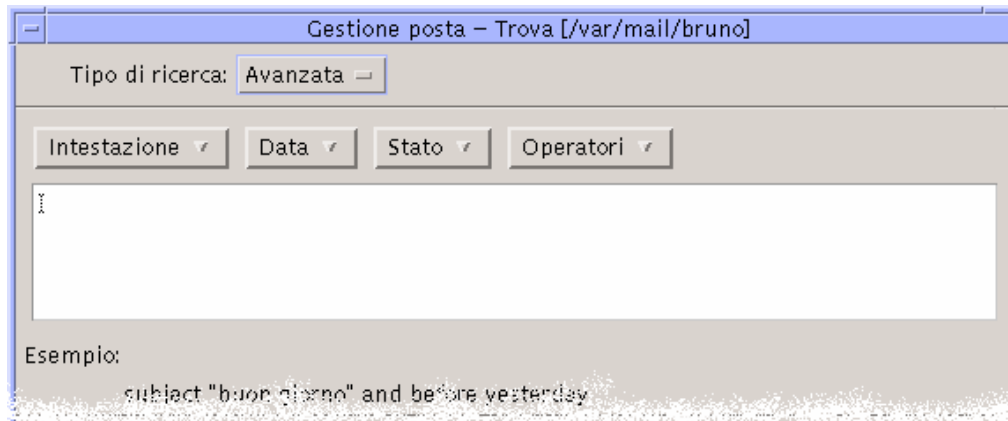 Gestione posta – Trova [/var/mail/bruno]
Tipo di ricerca: Avanzata
Intestazione Data Stato Operatori
Esempio:
subject "buon giorno" and before yesterday